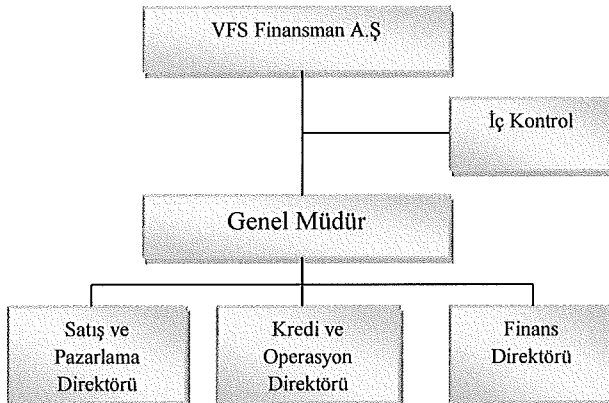 VFS Finansman A.Ş
İç Kontrol
Genel Müdür
Satış ve
Pazarlama
Direktörü
Kredi ve
Operasyon
Direktörü
Finans
Direktörü